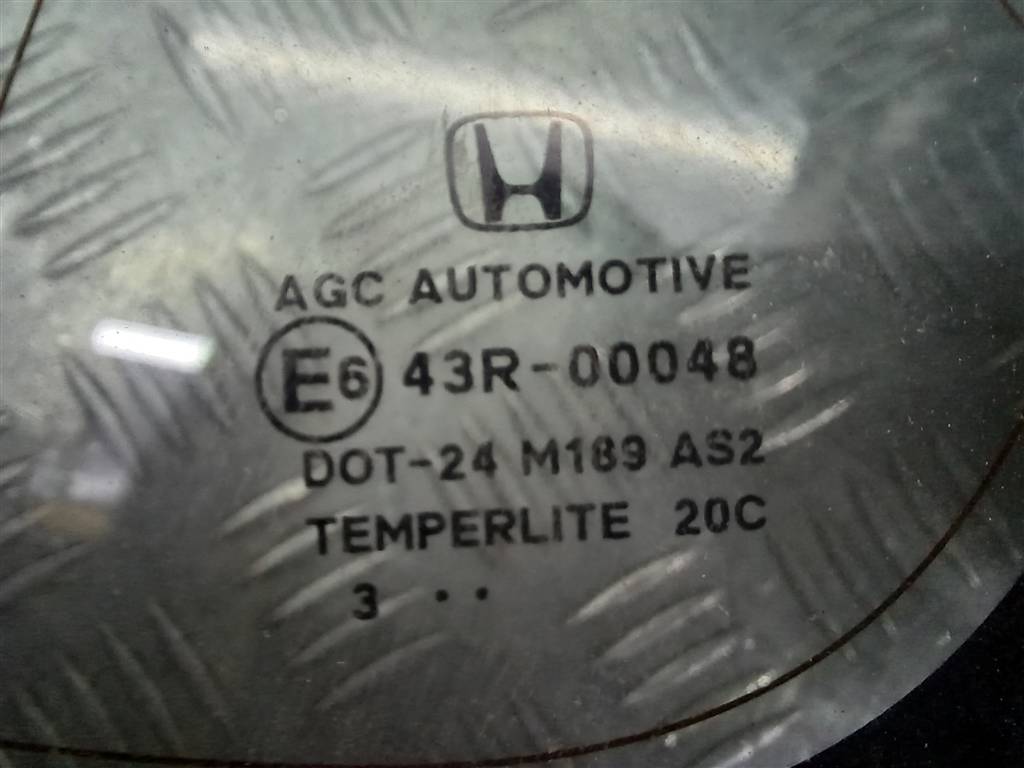 AGC AUTOMOTIVE
E6 43R-00048
DOT-24 M189 AS2
TEMPERLITE 20C
3 ··